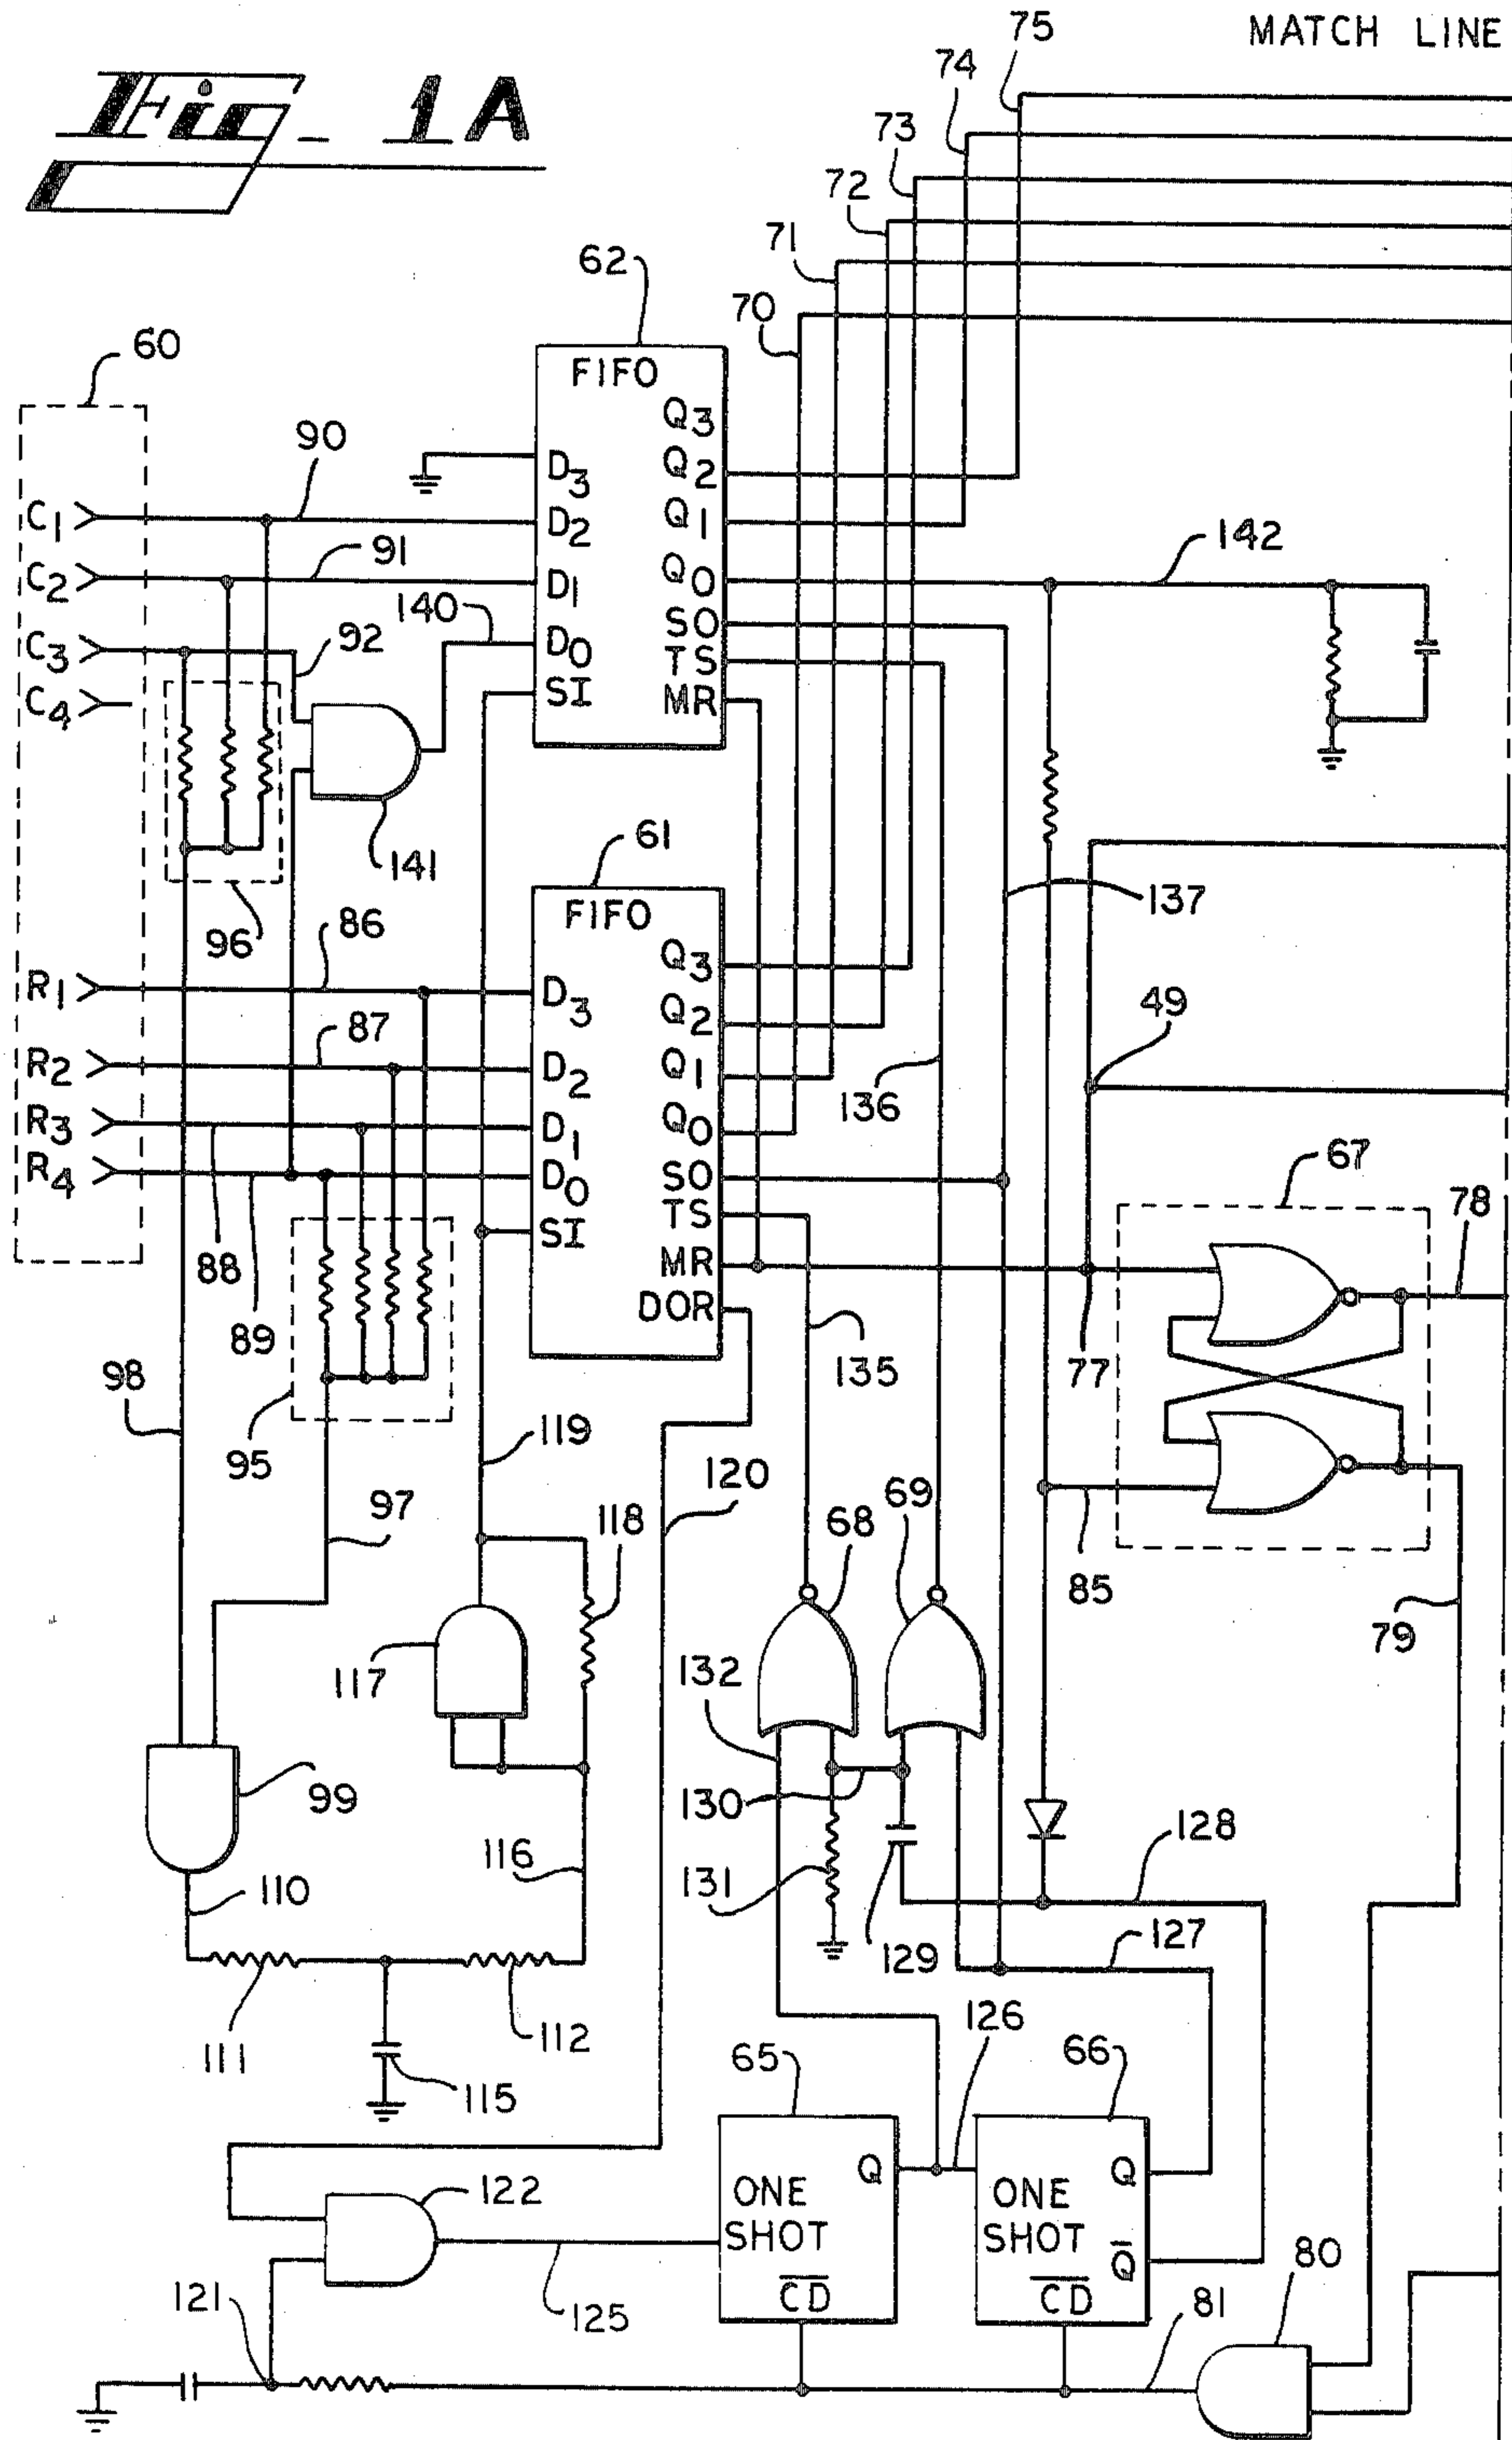 Fig. 1A
MATCH LINE
75
74
73
72
71
70
62
60
FIFO
Q3
D3
Q2
C1
90
D2
Q1
C2
91
D1
Q0
142
C3
92
140
D0
SO
C4
SI
TS
MR
141
96
61
137
FIFO
R1
86
D3
Q3
R2
87
D2
Q2
49
R3
D1
Q1
136
R4
D0
Q0
67
88
SI
SO
78
89
TS
MR
DOR
98
135
77
95
119
120
97
118
68
69
85
79
117
132
99
130
128
116
131
110
129
127
111
112
126
115
65
66
122
Q
Q
ONE SHOT
ONE SHOT
Q̅
80
C̅D̅
C̅D̅
121
125
81